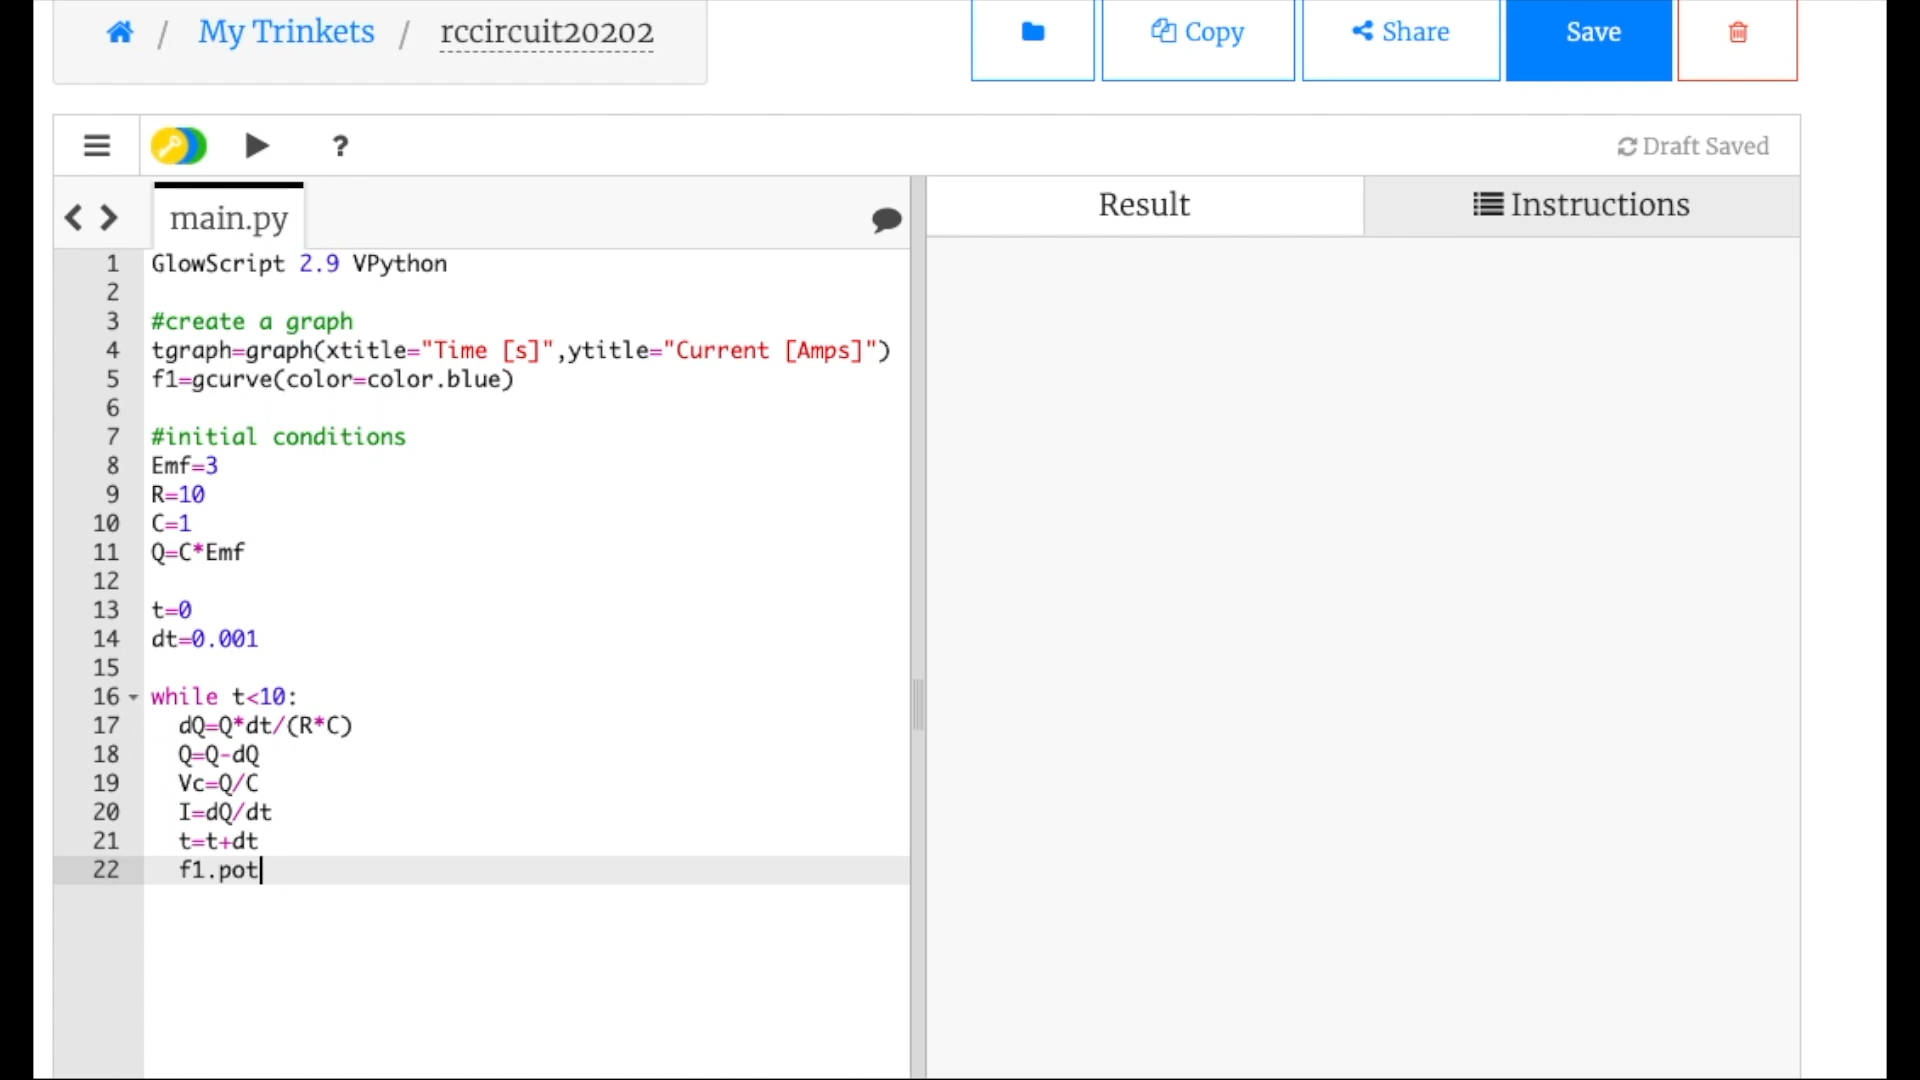 / My Trinkets / rccircuit20202
Copy
Share
Save
?
Draft Saved
main.py
Result
Instructions
1 GlowScript 2.9 VPython
2
3 #create a graph
4 tgraph=graph(xtitle="Time [s]",ytitle="Current [Amps]")
5 f1=gcurve(color=color.blue)
6
7 #initial conditions
8 Emf=3
9 R=10
10 C=1
11 Q=C*Emf
12
13 t=0
14 dt=0.001
15
16 while t<10:
17 dQ=Q*dt/(R*C)
18 Q=Q-dQ
19 Vc=Q/C
20 I=dQ/dt
21 t=t+dt
22 f1.pot